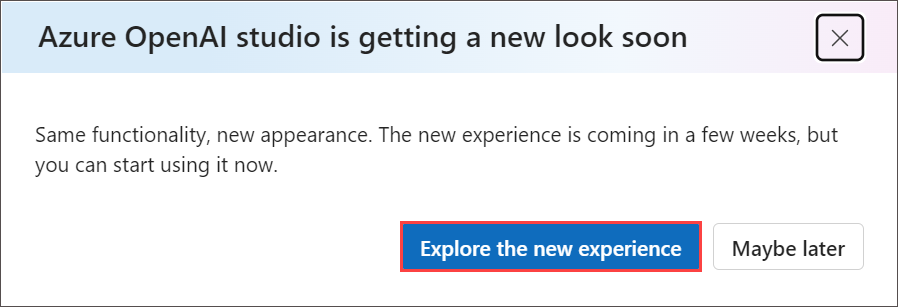 Azure OpenAI studio is getting a new look soon
Same functionality, new appearance. The new experience is coming in a few weeks, but
you can start using it now.
Explore the new experience
Maybe later